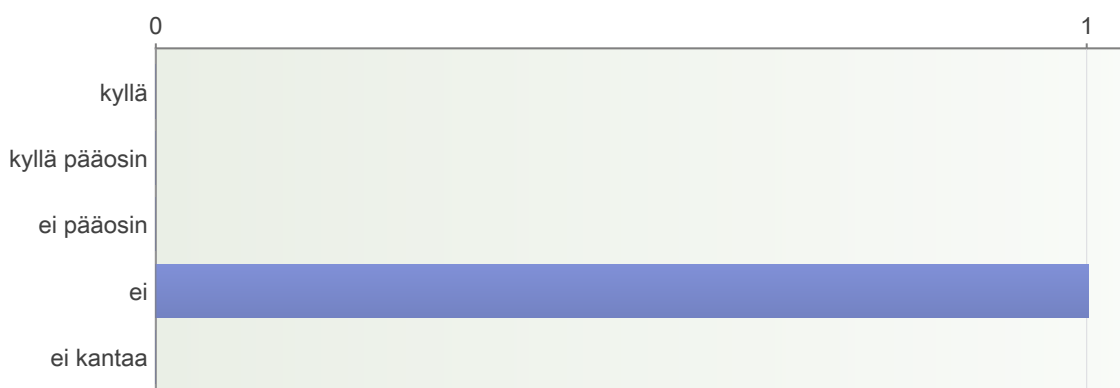 0 1
kyllä
kyllä pääosin
ei pääosin
ei
ei kantaa